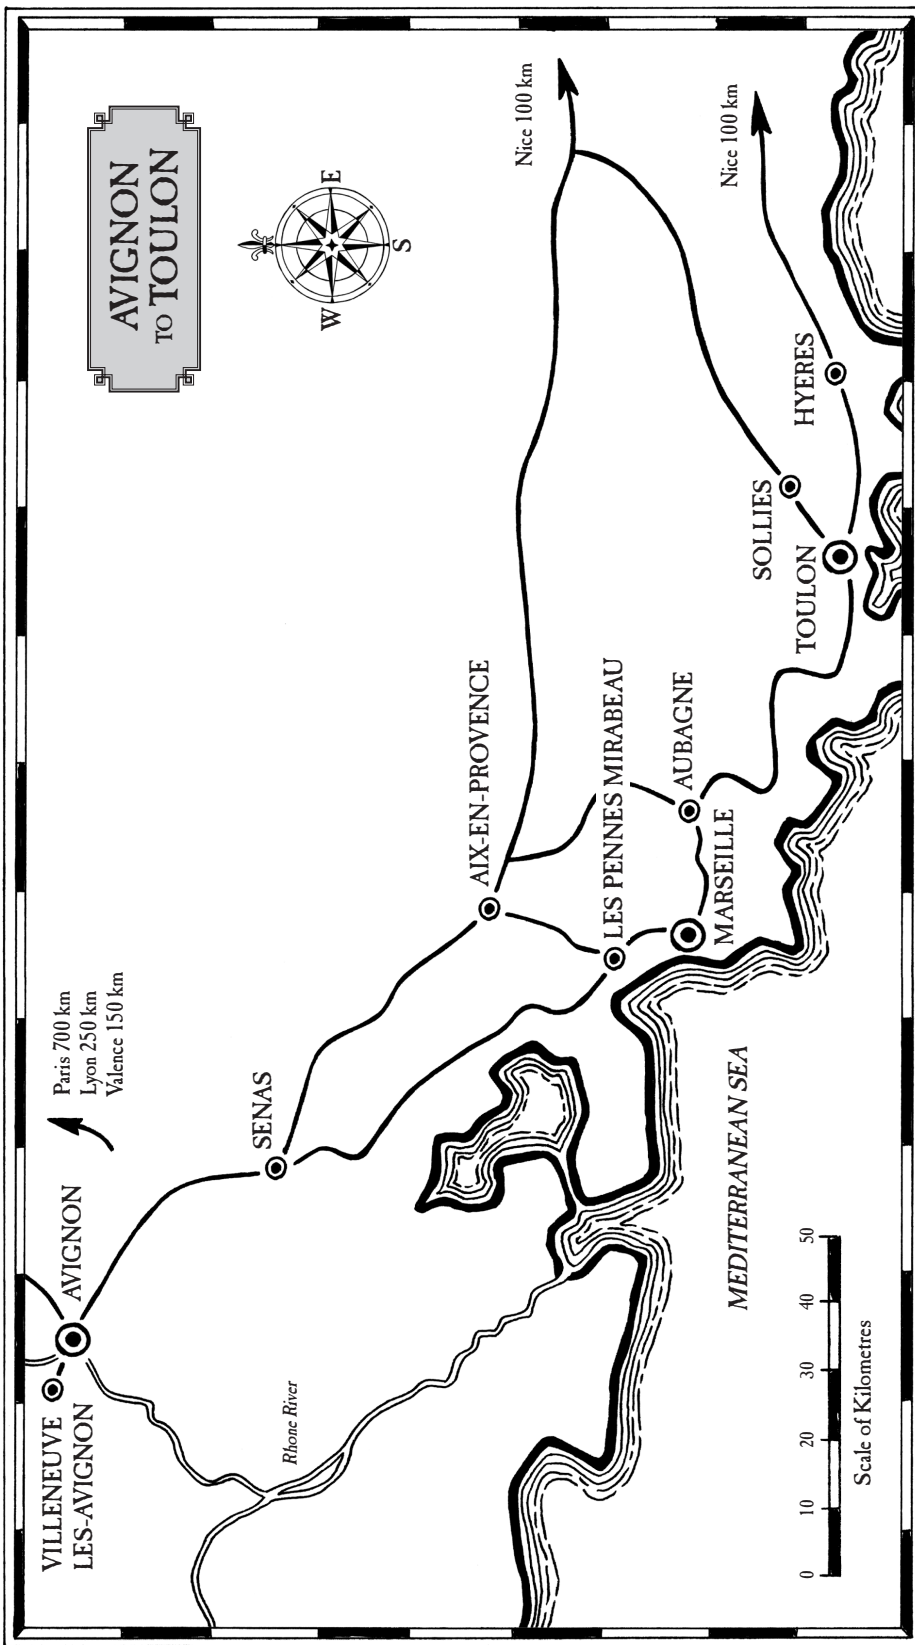 AVIGNON
TO TOULON
W
E
S
Paris 700 km
Lyon 250 km
Valence 150 km
VILLENEUVE
LES-AVIGNON
AVIGNON
SENAS
Rhone River
AIX-EN-PROVENCE
LES PENNES MIRABEAU
MARSEILLE
AUBAGNE
TOULON
SOLLIES
HYERES
Nice 100 km
Nice 100 km
MEDITERRANEAN SEA
0 10 20 30 40 50
Scale of Kilometres